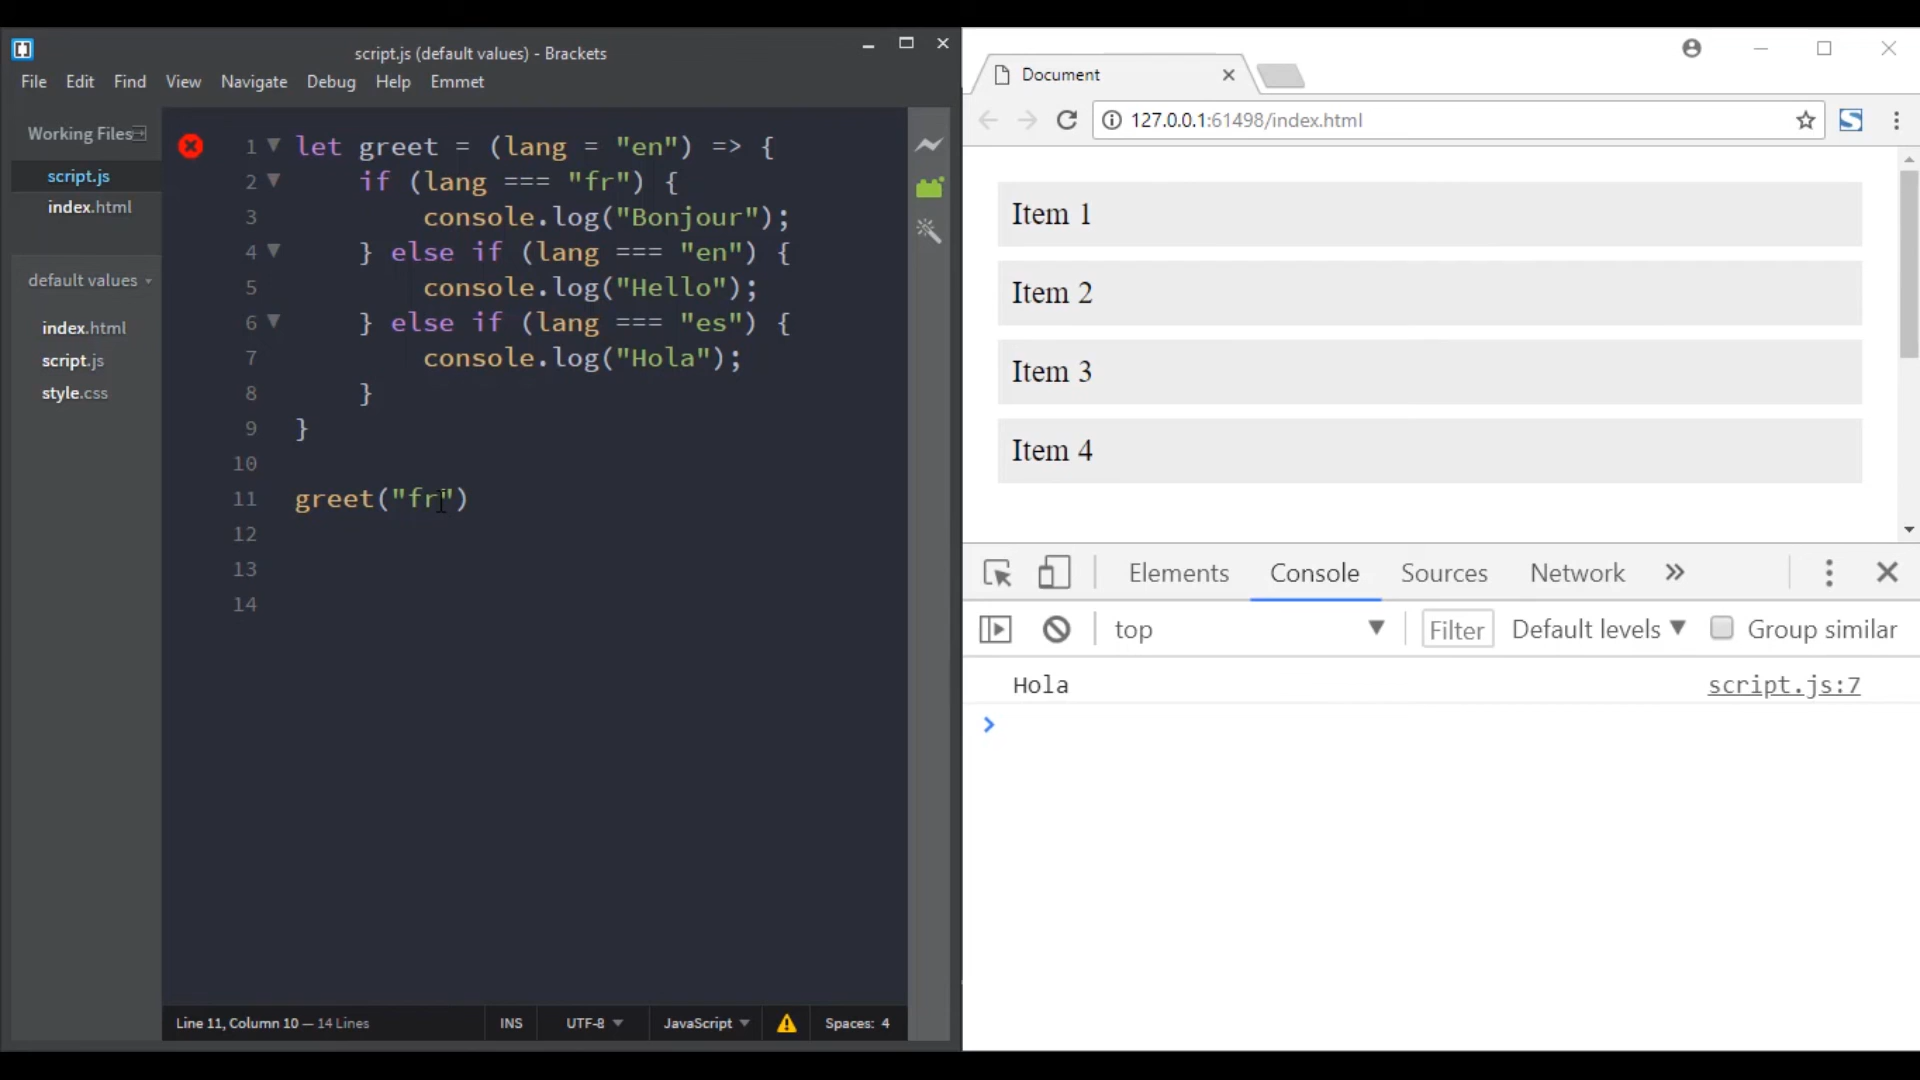 script.js (default values) - Brackets
File Edit Find View Navigate Debug Help Emmet
Working Files
script.js
index.html
default values
index.html
script.js
style.css
1 let greet = (lang = "en") => {
2 if (lang === "fr") {
3 console.log("Bonjour");
4 } else if (lang === "en") {
5 console.log("Hello");
6 } else if (lang === "es") {
7 console.log("Hola");
8 }
9 }
10
11 greet("fr")
12
13
14
Line 11, Column 10 — 14 Lines INS UTF-8 JavaScript Spaces: 4
Document
127.0.0.1:61498/index.html
Item 1
Item 2
Item 3
Item 4
Elements Console Sources Network »
top Filter Default levels Group similar
Hola script.js:7